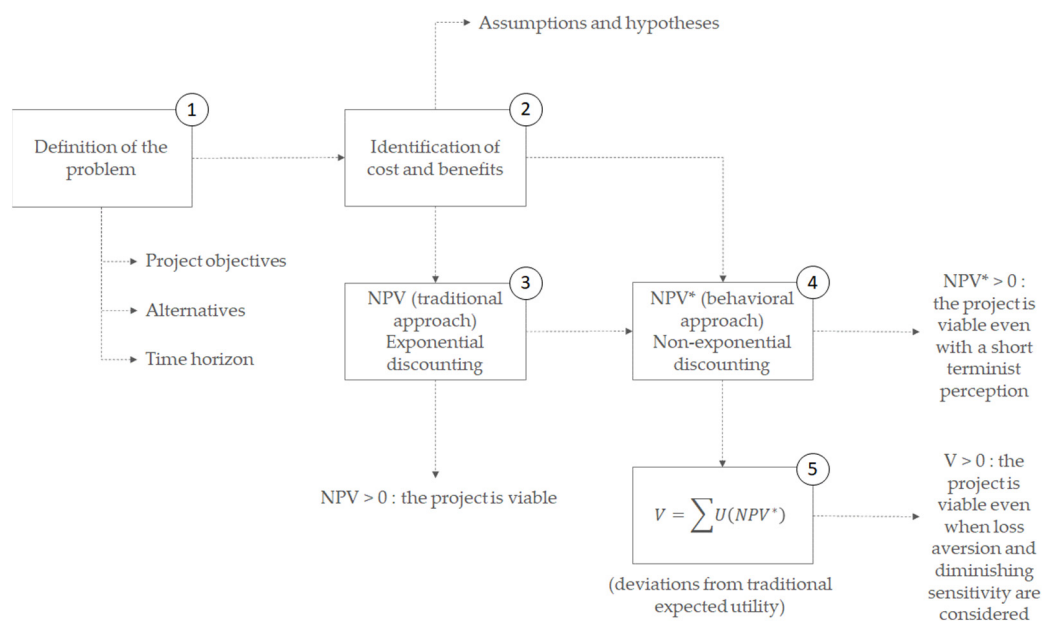 Assumptions and hypotheses
1
Definition of the
problem
2
Identification of
cost and benefits
Project objectives
Alternatives
Time horizon
3
NPV (traditional
approach)
Exponential
discounting
4
NPV* (behavioral
approach)
Non-exponential
discounting
NPV* > 0 :
the project is
viable even
with a short
terminist
perception
NPV > 0 : the project is viable
5
V = ∑ U(NPV*)
(deviations from traditional
expected utility)
V > 0 : the
project is
viable even
when loss
aversion and
diminishing
sensitivity are
considered